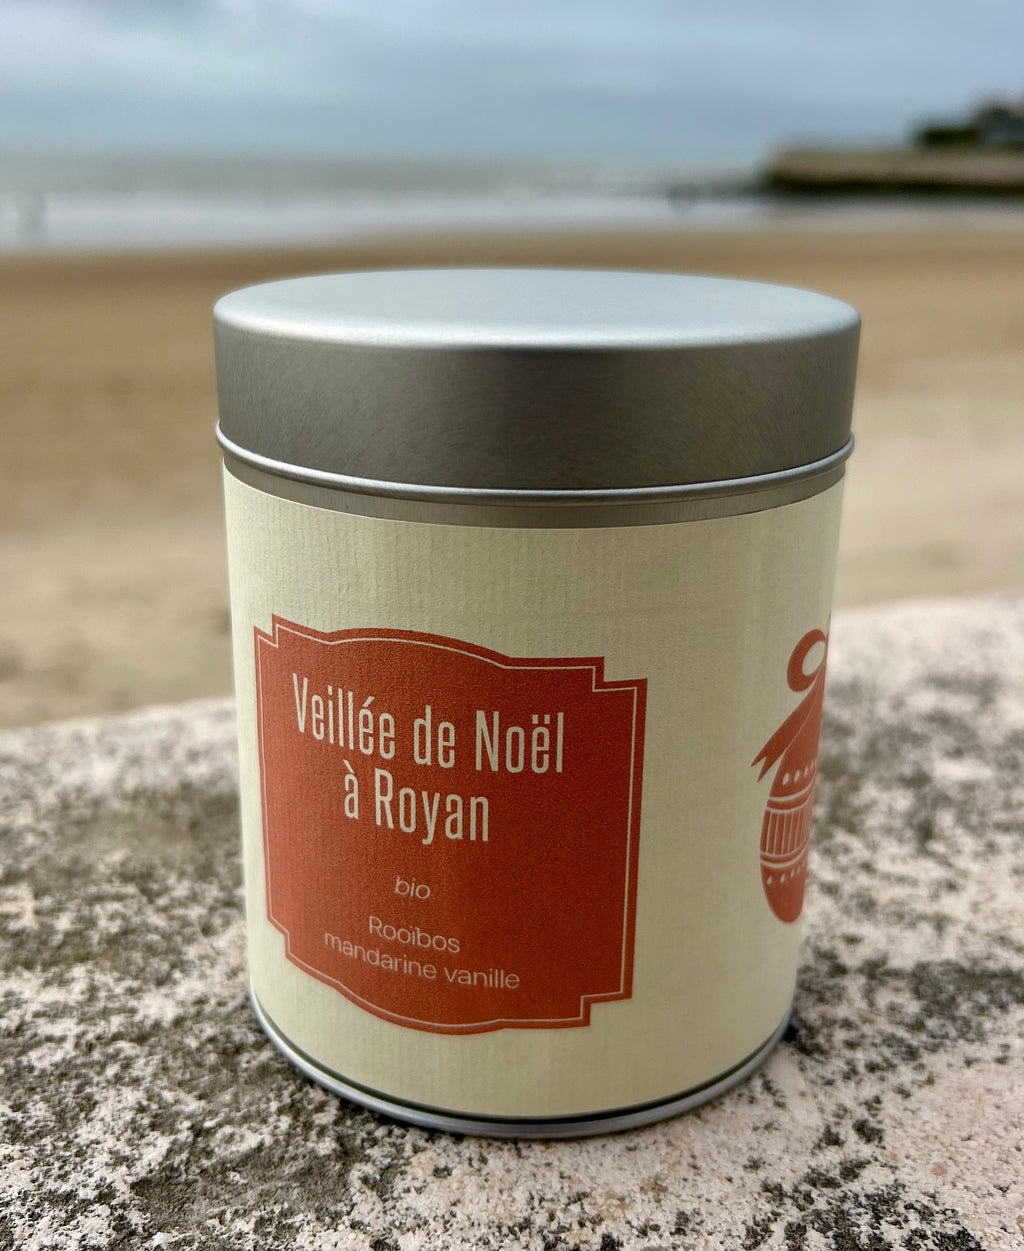 Veillée de Noël
à Royan
bio
Rooibos
mandarine vanille